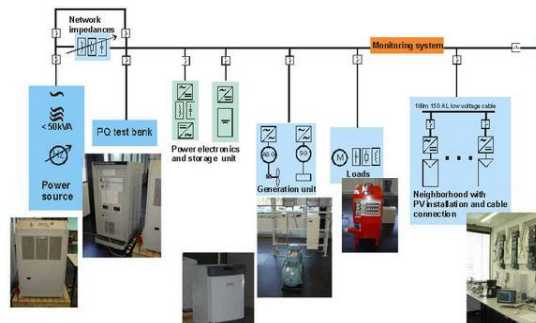 Network
impedances
Monitoring system
<50kVA
Power
source
PQ test bank
Power electronics
and storage unit
Generation unit
M
Loads
100m 150 AL low voltage cable
Neighborhood with
PV installation and cable
connection